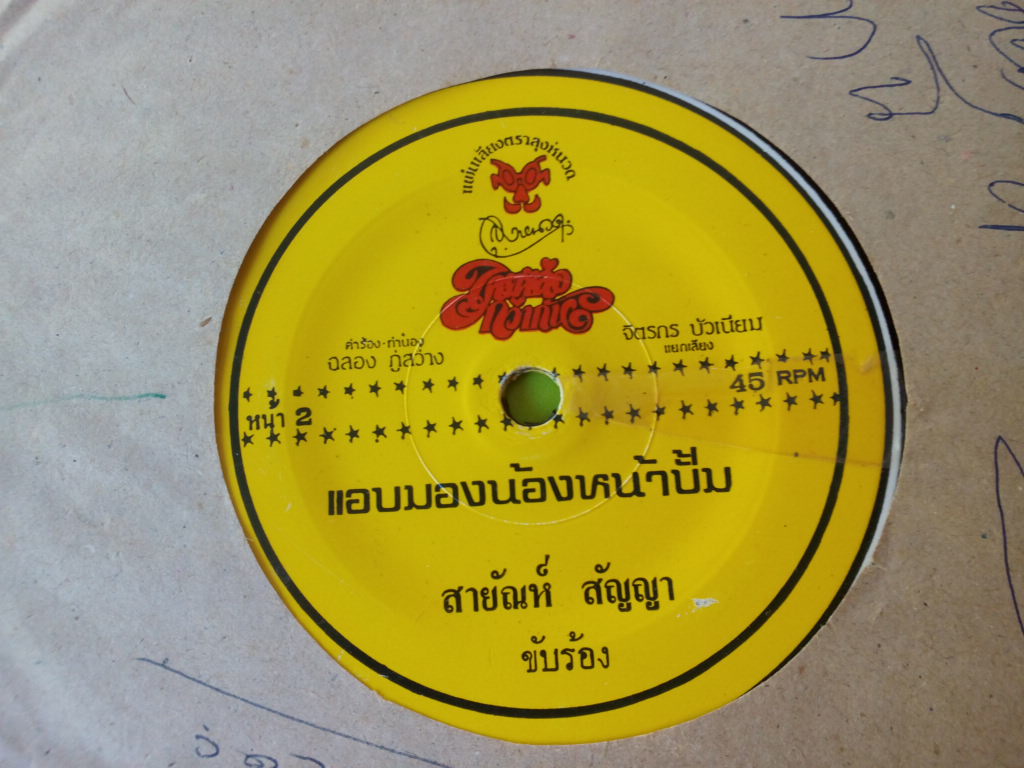 แผ่นเสียงตราลุงหนวด
คำร้อง-ทำนอง
ฉลอง ภู่สว่าง
จิตรกร บัวเนียม
แยกเสียง
หน้า 2
45 RPM
แอบมองน้องหน้าปั๊ม
สายัณห์ สัญญา
ขับร้อง